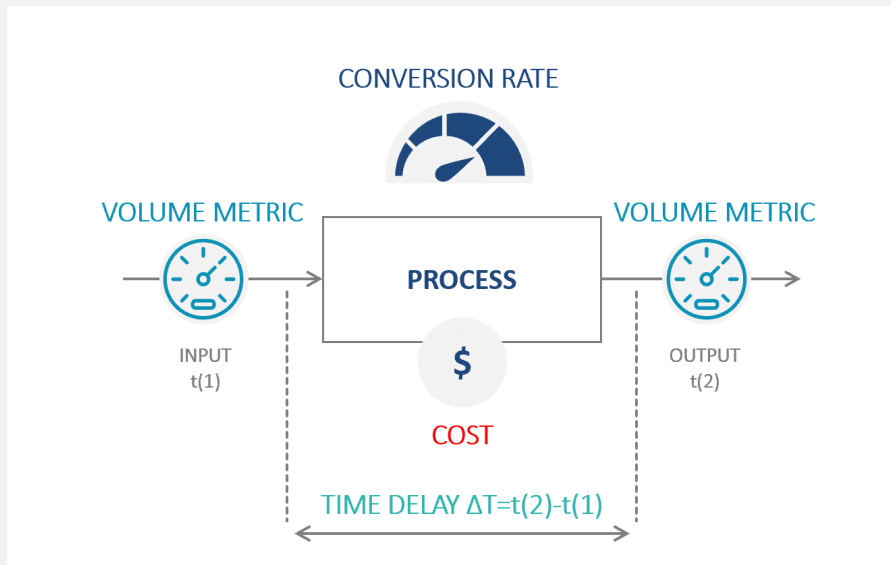 CONVERSION RATE
VOLUME METRIC
VOLUME METRIC
PROCESS
INPUT
t(1)
OUTPUT
t(2)
$
COST
TIME DELAY ΔT=t(2)-t(1)